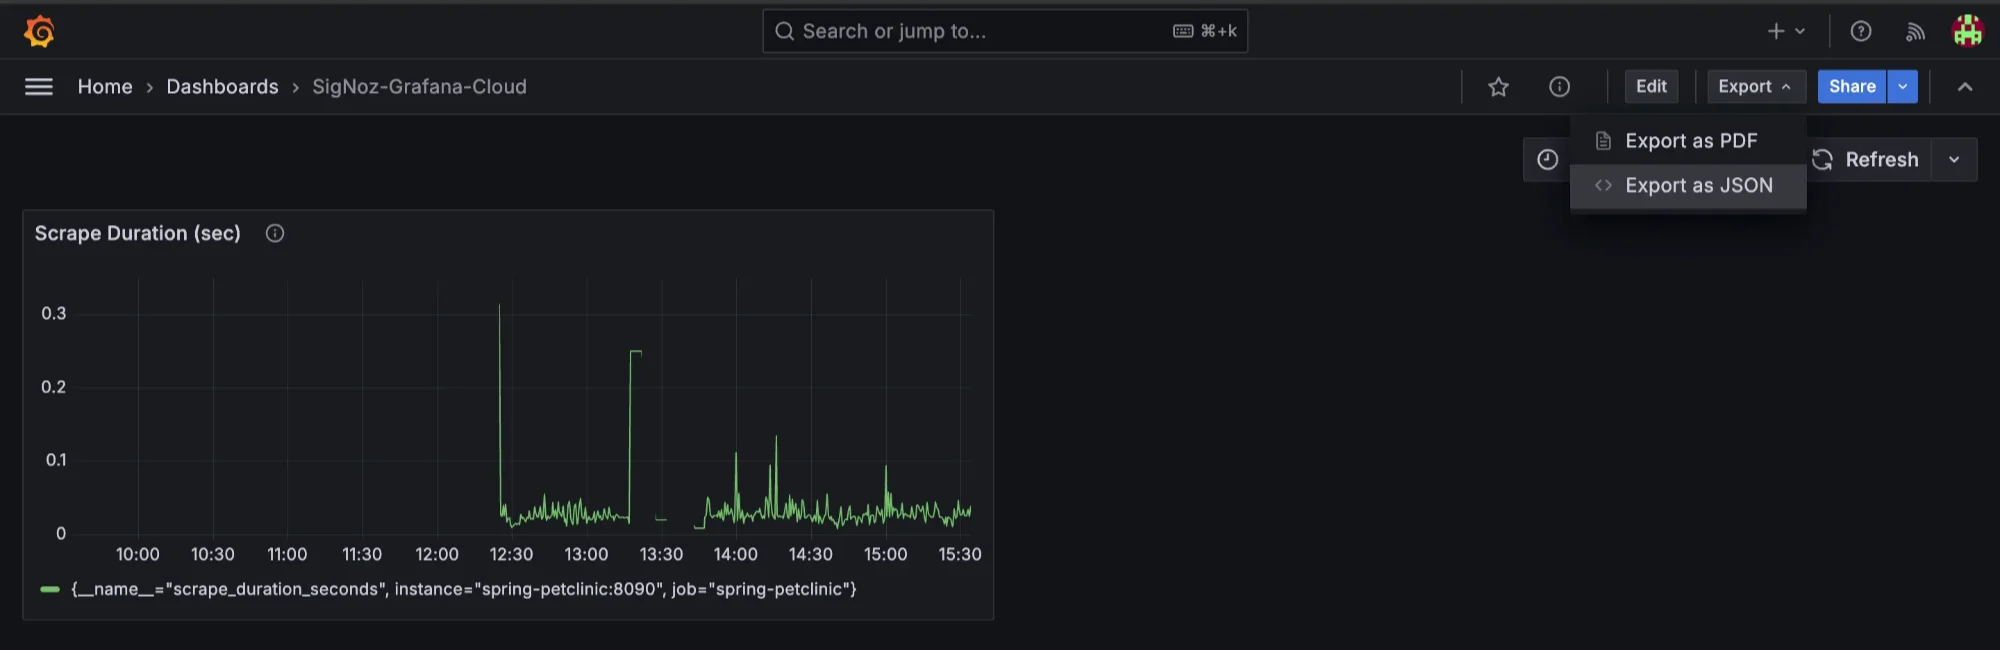 Search or jump to... ⌘+k
Home › Dashboards › SigNoz-Grafana-Cloud
Edit Export Share
Export as PDF
Refresh
Export as JSON
Scrape Duration (sec)
0.3
0.2
0.1
0
10:00 10:30 11:00 11:30 12:00 12:30 13:00 13:30 14:00 14:30 15:00 15:30
{__name__="scrape_duration_seconds", instance="spring-petclinic:8090", job="spring-petclinic"}